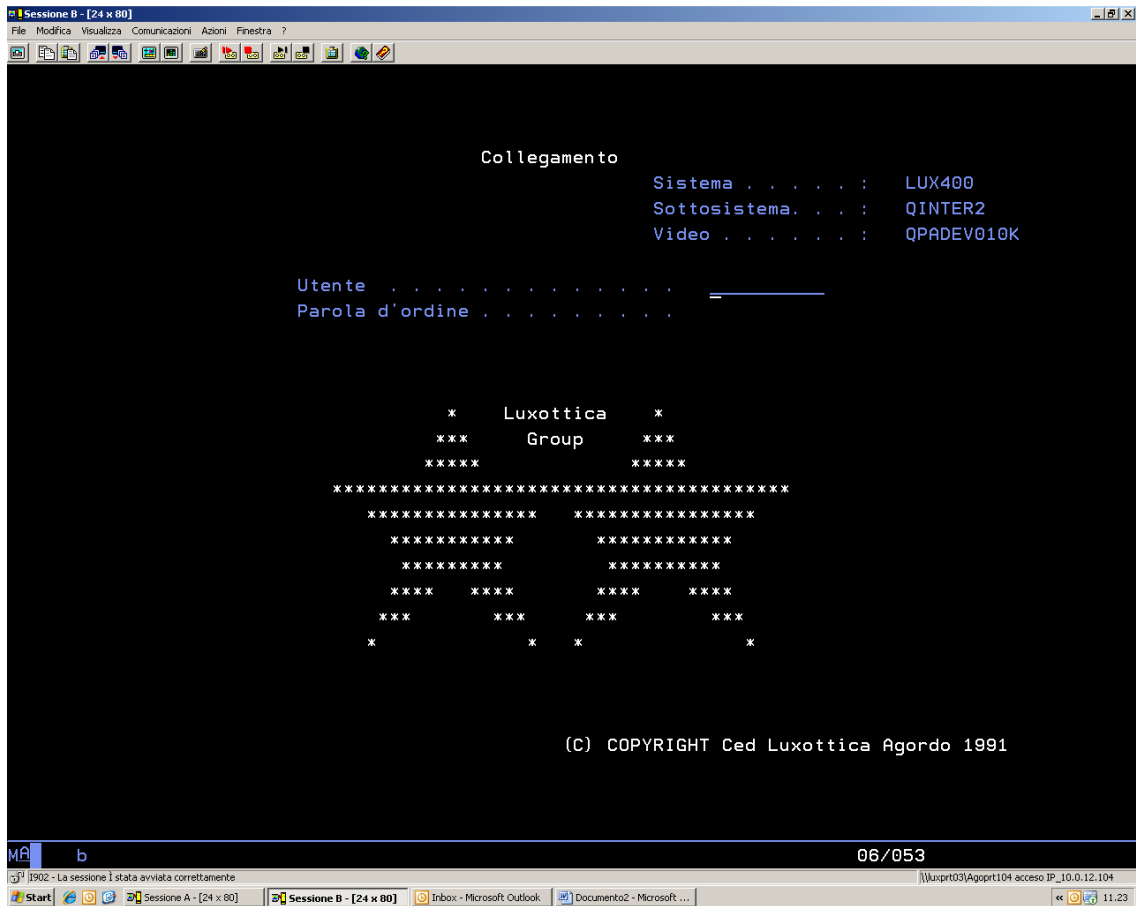 Sessione B - [24 x 80]
File Modifica Visualizza Comunicazioni Azioni Finestra ?
Collegamento
Sistema . . . . . : LUX400
Sottosistema. . . : QINTER2
Video . . . . . . : QPADEV010K
Utente . . . . . . . . . . . . .
Parola d'ordine . . . . . . . . .
* Luxottica *
*** Group ***
***** *****
****************************************
*************** ****************
*********** ************
********* **********
**** **** **** ****
*** *** *** ***
* * * *
(C) COPYRIGHT Ced Luxottica Agordo 1991
MA b 06/053
I902 - La sessione Ì stata avviata correttamente \\luxprt03\Agoprt104 acceso IP_10.0.12.104
Start Sessione A - [24 x 80] Sessione B - [24 x 80] Inbox - Microsoft Outlook Documento2 - Microsoft ... « 11.23